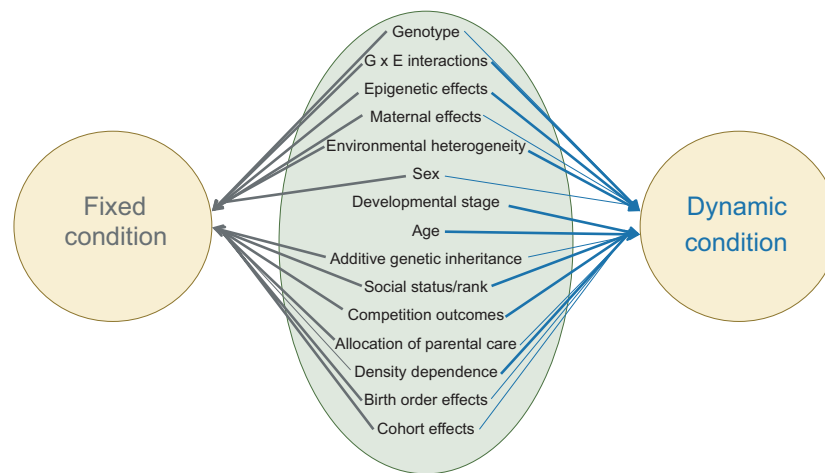 Genotype
G x E interactions
Epigenetic effects
Maternal effects
Environmental heterogeneity
Sex
Developmental stage
Age
Additive genetic inheritance
Social status/rank
Competition outcomes
Allocation of parental care
Density dependence
Birth order effects
Cohort effects
Fixed
condition
Dynamic
condition